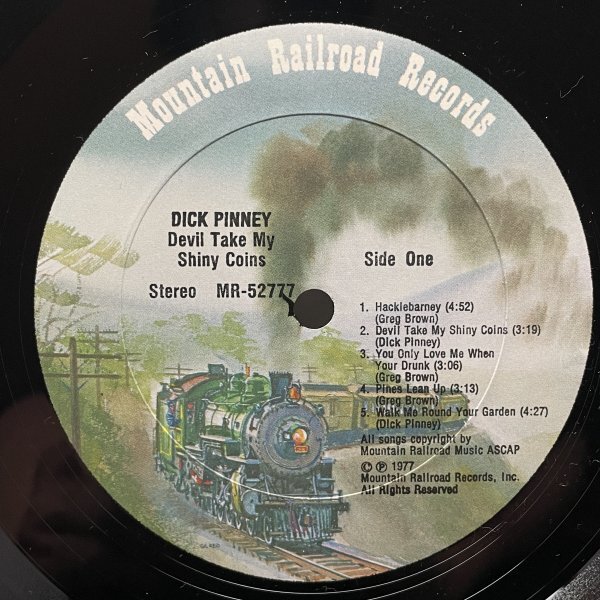 Mountain Railroad Records
DICK PINNEY
Devil Take My
Shiny Coins
Stereo MR-52777
Side One
1. Hacklebarney (4:52)
(Greg Brown)
2. Devil Take My Shiny Coins (3:19)
(Dick Pinney)
3. You Only Love Me When
Your Drunk (3:06)
(Greg Brown)
4. Pines Lean Up (3:13)
(Greg Brown)
5. Walk Me Round Your Garden (4:27)
(Dick Pinney)
All songs copyright by
Mountain Railroad Music ASCAP
© ℗ 1977
Mountain Railroad Records, Inc.
All Rights Reserved